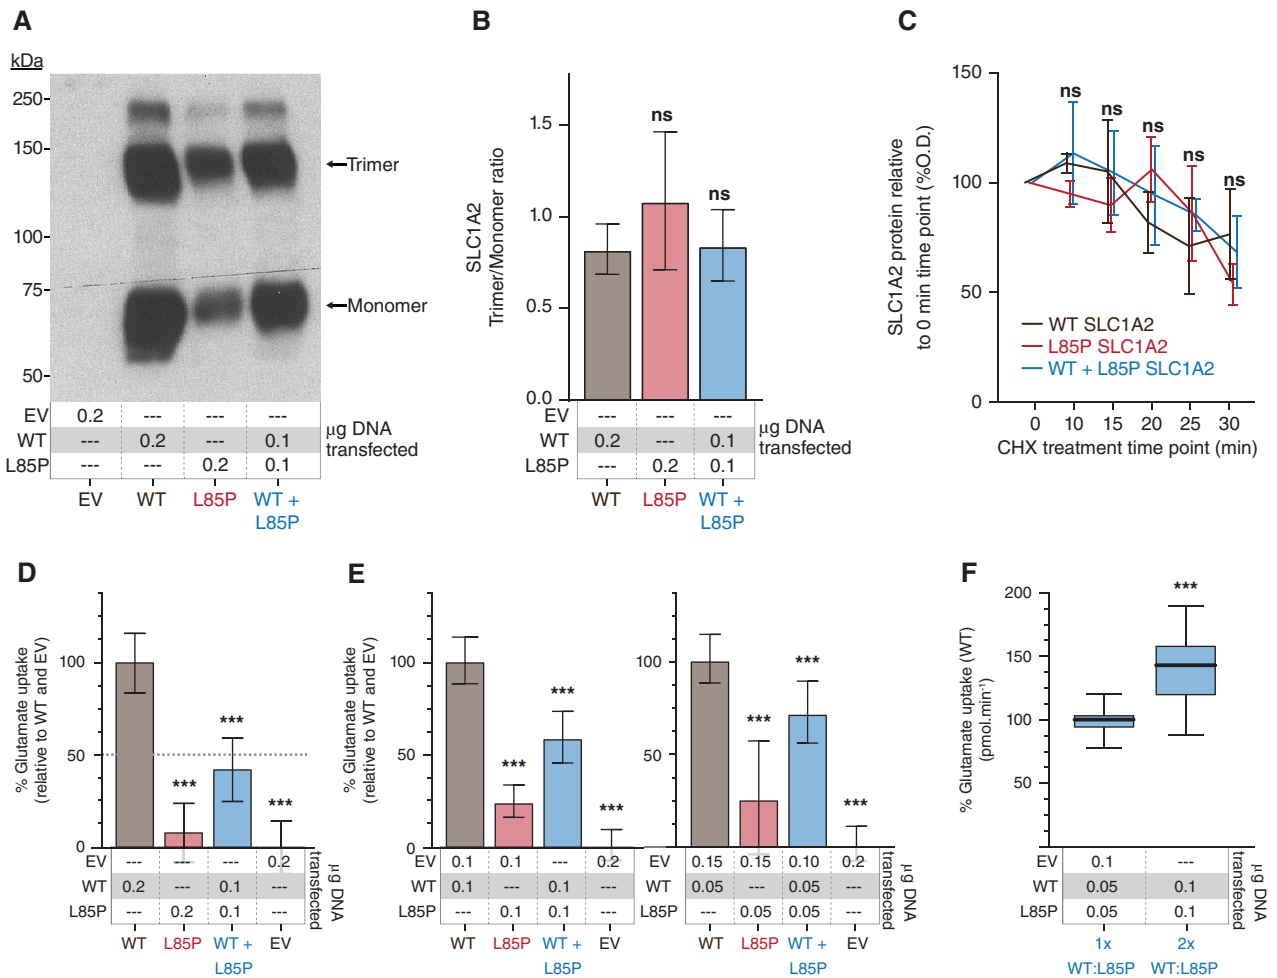 A
kDa
250
150
100
75
50
Trimer
Monomer
EV 0.2 --- --- ---
WT --- 0.2 --- 0.1
L85P --- --- 0.2 0.1
µg DNA
transfected
EV WT L85P WT +
L85P
B
SLC1A2
Trimer/Monomer ratio
1.5
1.0
0.5
0.0
ns
ns
EV --- --- ---
WT 0.2 --- 0.1
L85P --- 0.2 0.1
µg DNA
transfected
WT L85P WT +
L85P
C
SLC1A2 protein relative
to 0 min time point (%O.D.)
150
100
50
0
ns ns ns ns ns
WT SLC1A2
L85P SLC1A2
WT + L85P SLC1A2
0 10 15 20 25 30
CHX treatment time point (min)
D
% Glutamate uptake
(relative to WT and EV)
100
50
0
*** *** ***
EV --- --- --- 0.2
WT 0.2 --- 0.1 ---
L85P --- 0.2 0.1 ---
µg DNA
transfected
WT L85P WT + EV
L85P
E
% Glutamate uptake
(relative to WT and EV)
100
50
0
*** *** ***
EV 0.1 0.1 --- 0.2
WT 0.1 --- 0.1 ---
L85P --- 0.1 0.1 ---
WT L85P WT + EV
L85P
100
50
0
*** *** ***
EV 0.15 0.15 0.10 0.2
WT 0.05 --- 0.05 ---
L85P --- 0.05 0.05 ---
µg DNA
transfected
WT L85P WT + EV
L85P
F
% Glutamate uptake (WT)
(pmol.min⁻¹)
200
150
100
50
***
EV 0.1 ---
WT 0.05 0.1
L85P 0.05 0.1
µg DNA
transfected
1x 2x
WT:L85P WT:L85P